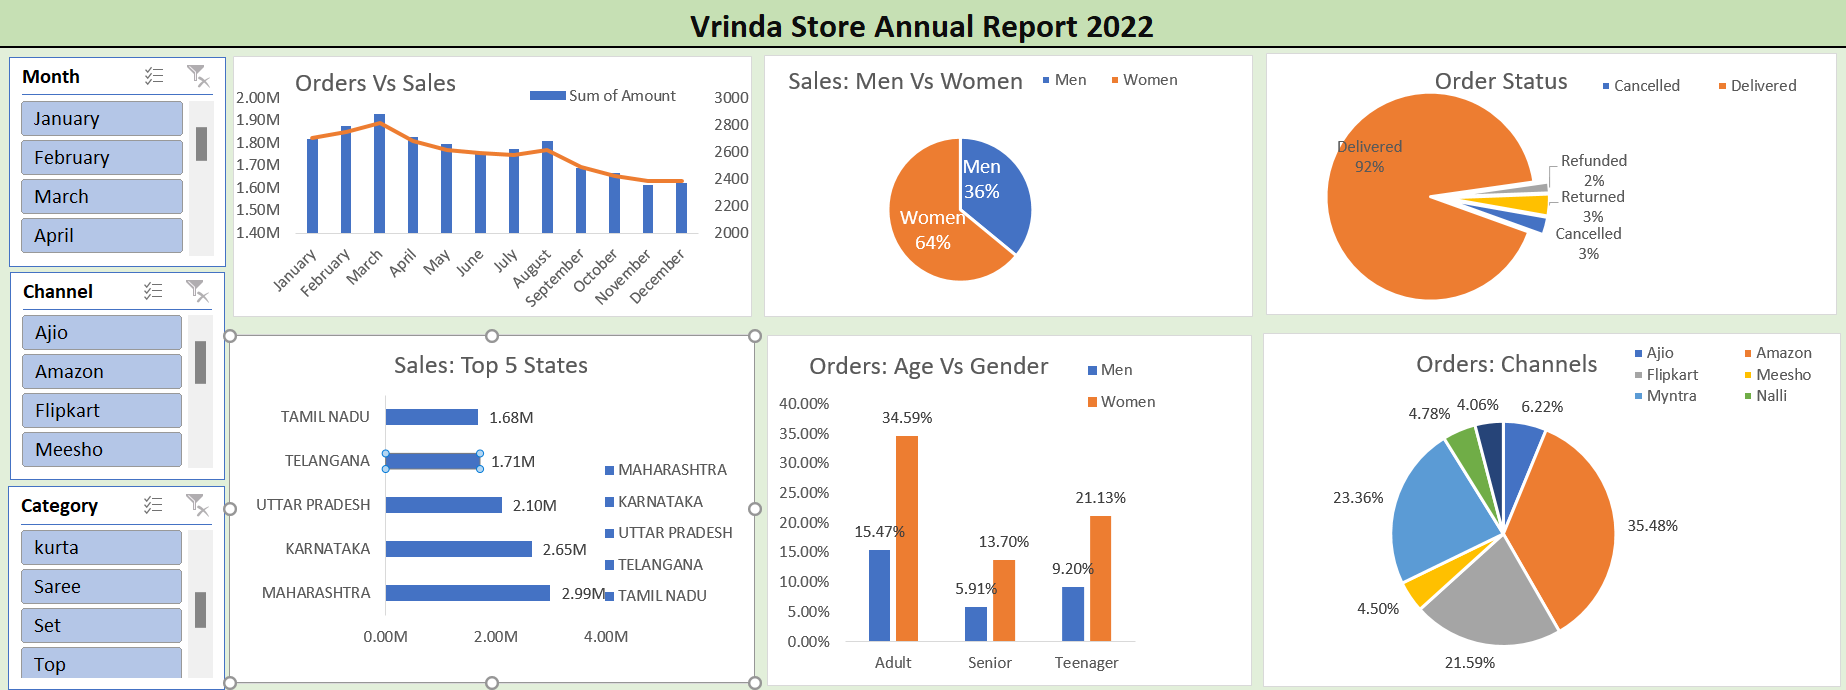 Vrinda Store Annual Report 2022
Month
January
February
March
April
Channel
Ajio
Amazon
Flipkart
Meesho
Category
kurta
Saree
Set
Top
Orders Vs Sales
Sum of Amount
2.00M
1.90M
1.80M
1.70M
1.60M
1.50M
1.40M
3000
2800
2600
2400
2200
2000
January
February
March
April
May
June
July
August
September
October
November
December
Sales: Men Vs Women
Men
Women
Men
36%
Women
64%
Order Status
Cancelled
Delivered
Delivered
92%
Refunded
2%
Returned
3%
Cancelled
3%
Sales: Top 5 States
TAMIL NADU 1.68M
TELANGANA 1.71M
UTTAR PRADESH 2.10M
KARNATAKA 2.65M
MAHARASHTRA 2.99M
0.00M 2.00M 4.00M
MAHARASHTRA
KARNATAKA
UTTAR PRADESH
TELANGANA
TAMIL NADU
Orders: Age Vs Gender
Men
Women
40.00%
35.00%
30.00%
25.00%
20.00%
15.00%
10.00%
5.00%
0.00%
15.47%
34.59%
5.91%
13.70%
9.20%
21.13%
Adult Senior Teenager
Orders: Channels
Ajio Amazon
Flipkart Meesho
Myntra Nalli
4.78% 4.06% 6.22%
23.36%
35.48%
4.50%
21.59%